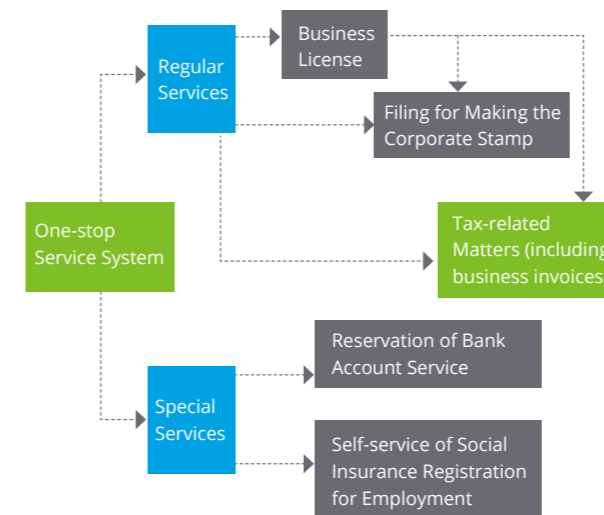 Business
License
Regular
Services
Filing for Making the
Corporate Stamp
One-stop
Service System
Tax-related
Matters (including
business invoices
Reservation of Bank
Account Service
Special
Services
Self-service of Social
Insurance Registration
for Employment